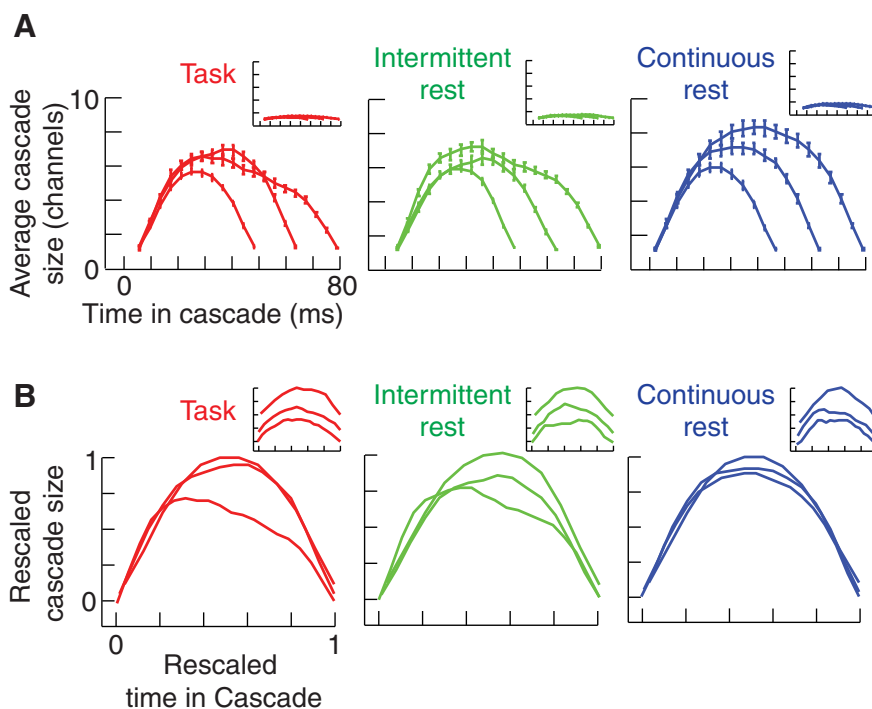 A
Task
Intermittent
rest
Continuous
rest
10
0
Average cascade
size (channels)
0
80
Time in cascade (ms)
B
Task
Intermittent
rest
Continuous
rest
1
0
Rescaled
cascade size
0
1
Rescaled
time in Cascade